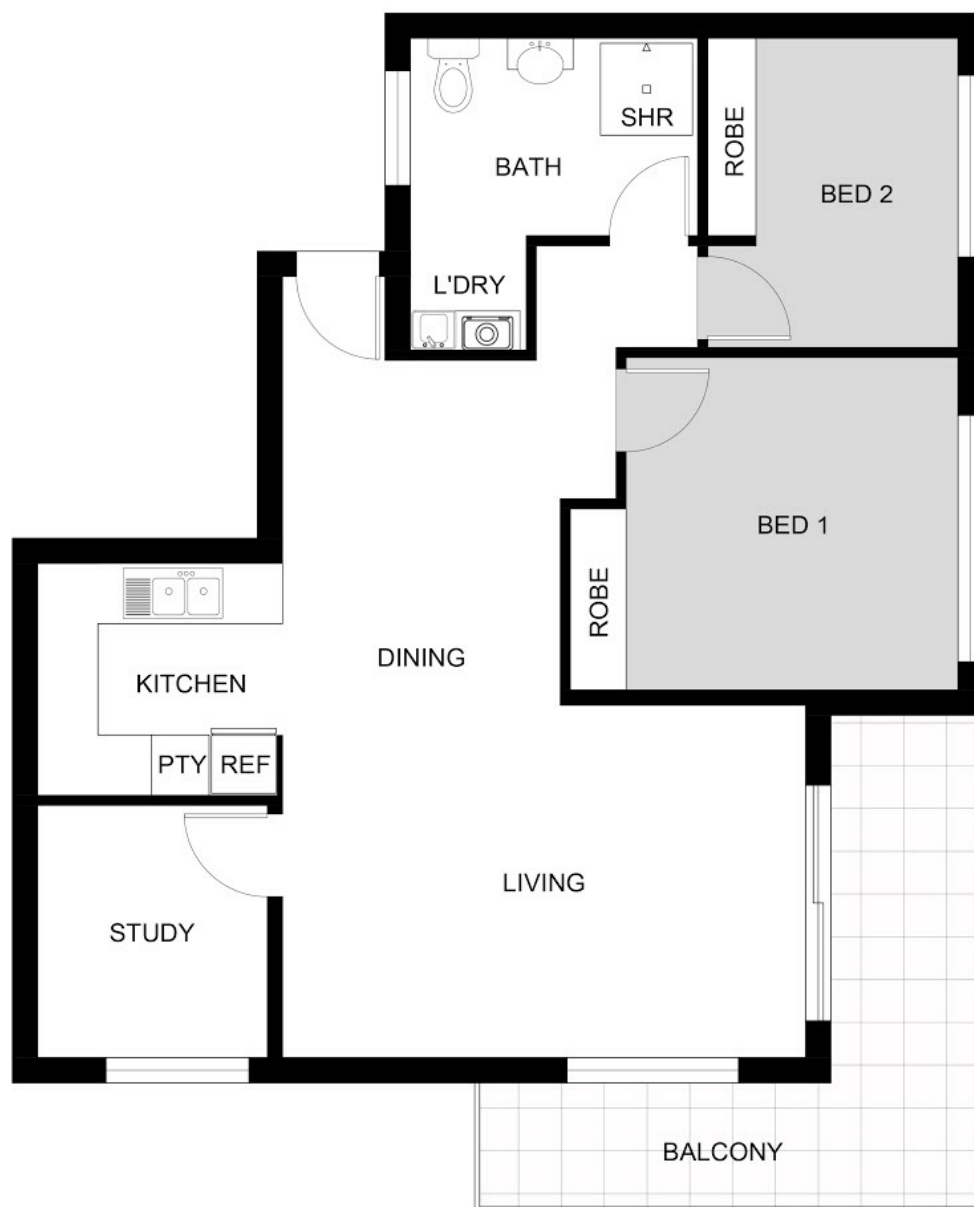 SHR
ROBE
BATH
BED 2
L'DRY
BED 1
ROBE
DINING
KITCHEN
PTY
REF
LIVING
STUDY
BALCONY